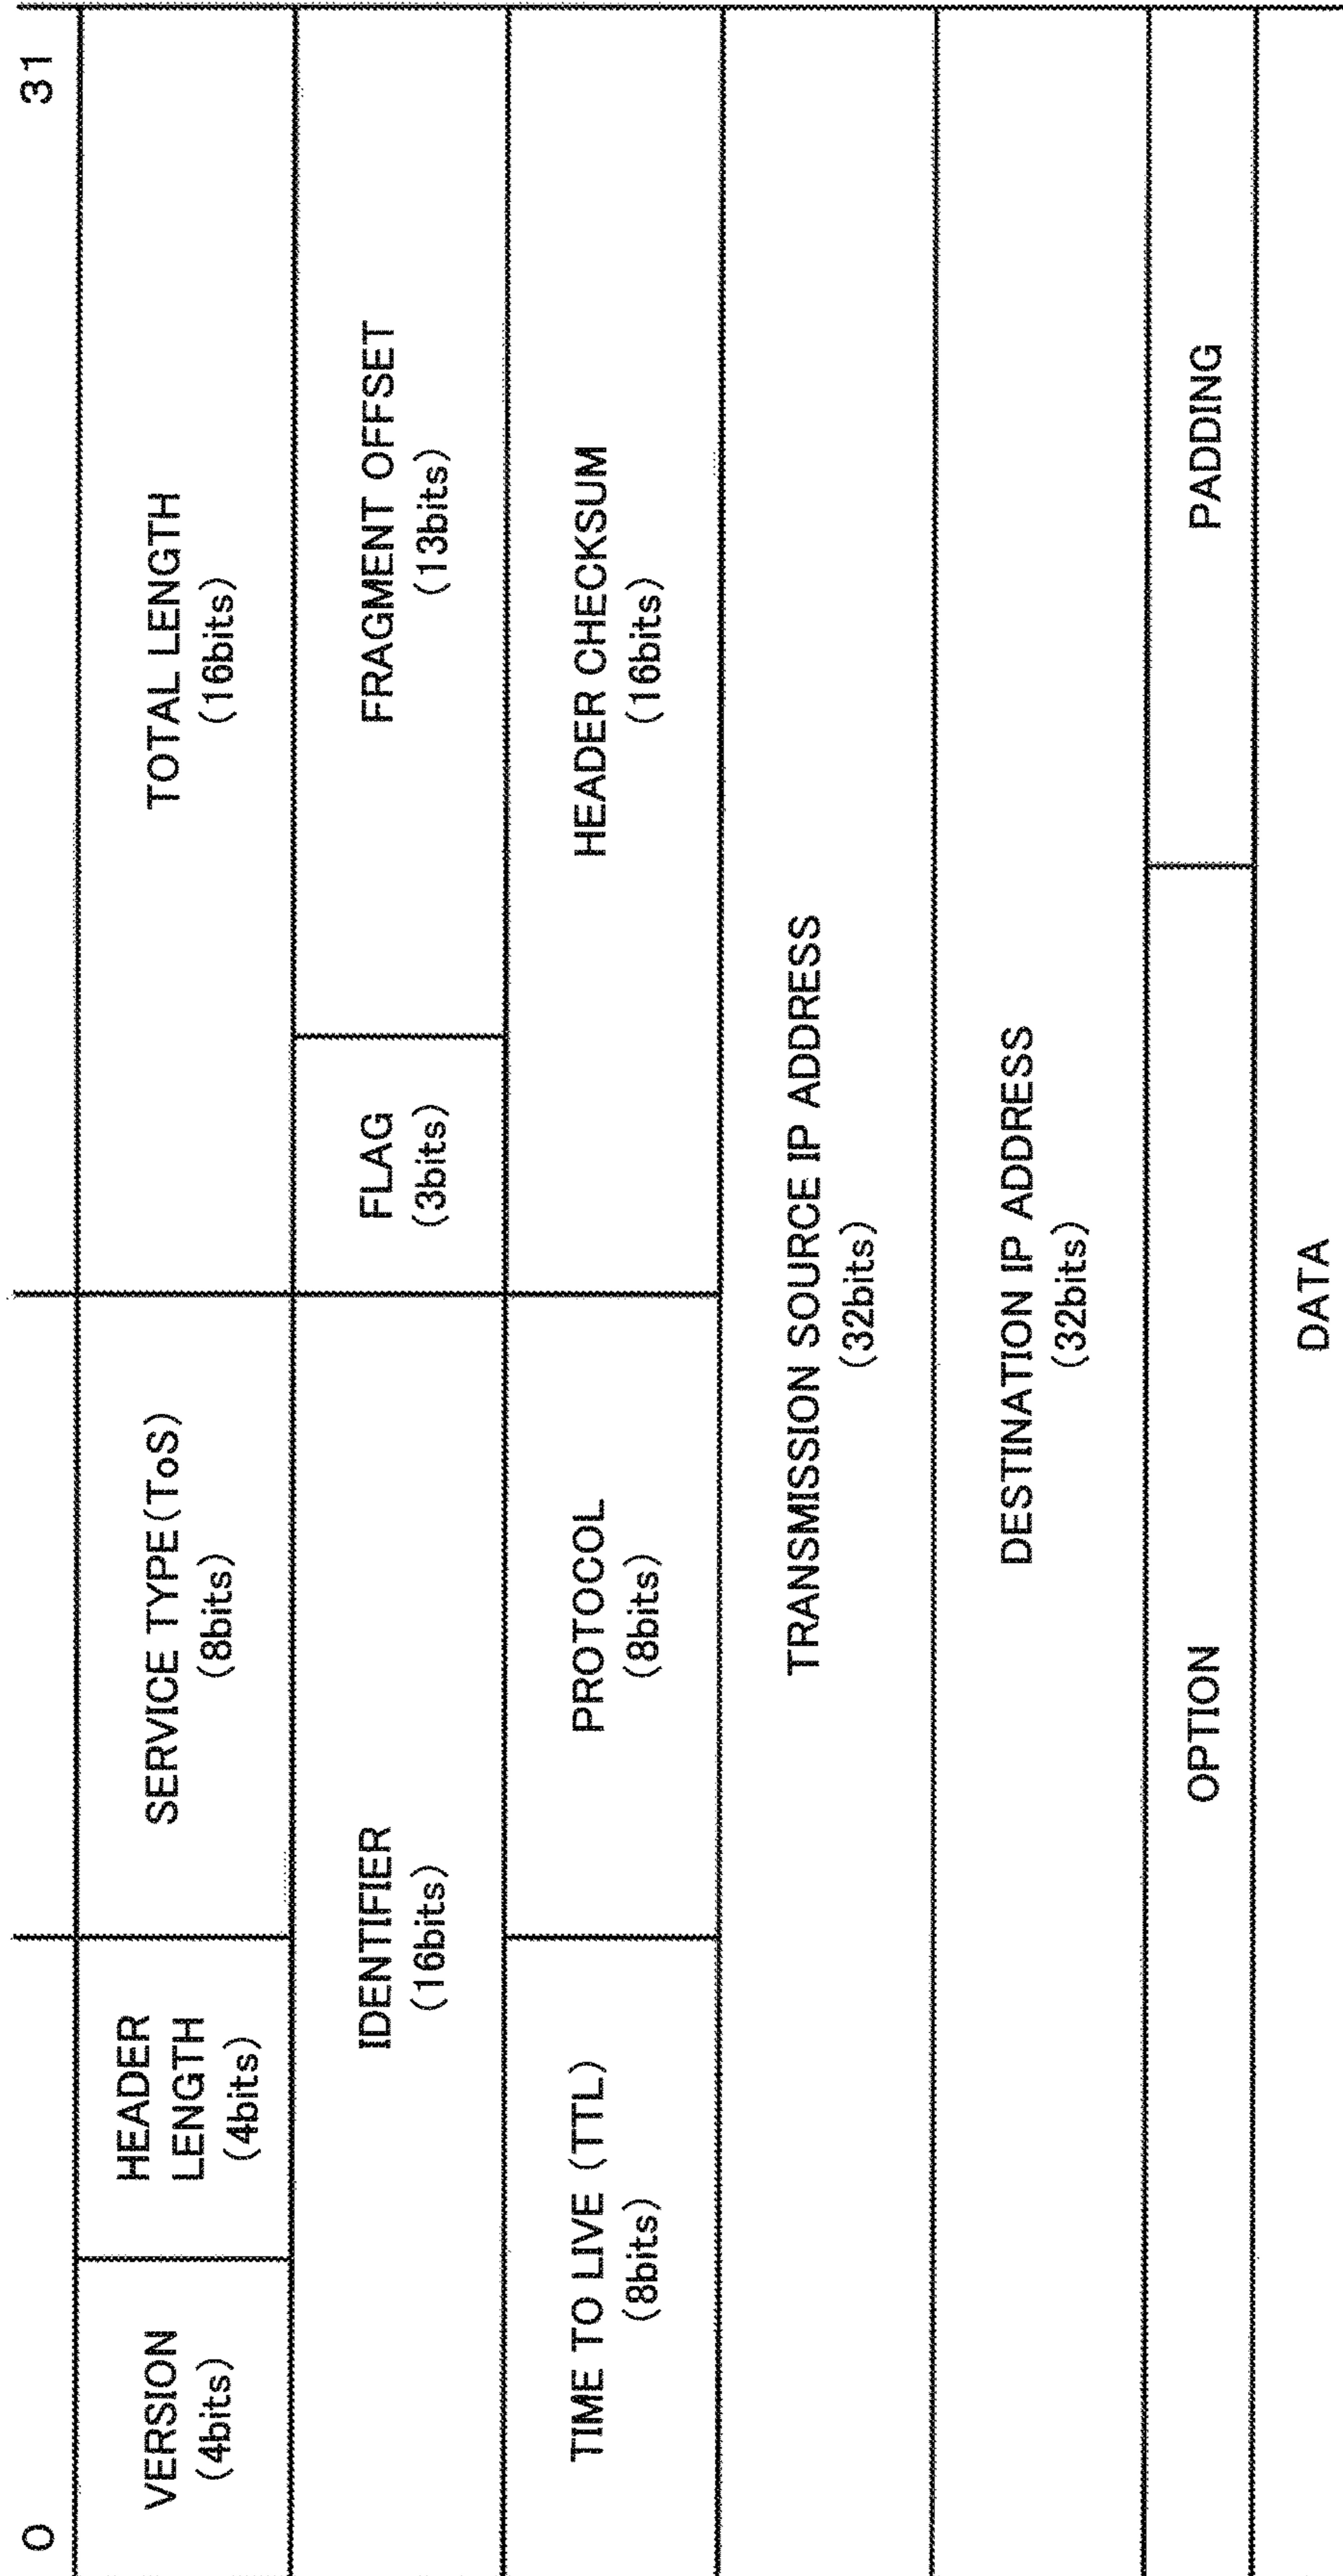 0
31
VERSION
(4bits)
HEADER
LENGTH
(4bits)
SERVICE TYPE(ToS)
(8bits)
TOTAL LENGTH
(16bits)
IDENTIFIER
(16bits)
FLAG
(3bits)
FRAGMENT OFFSET
(13bits)
TIME TO LIVE (TTL)
(8bits)
PROTOCOL
(8bits)
HEADER CHECKSUM
(16bits)
TRANSMISSION SOURCE IP ADDRESS
(32bits)
DESTINATION IP ADDRESS
(32bits)
OPTION
PADDING
DATA